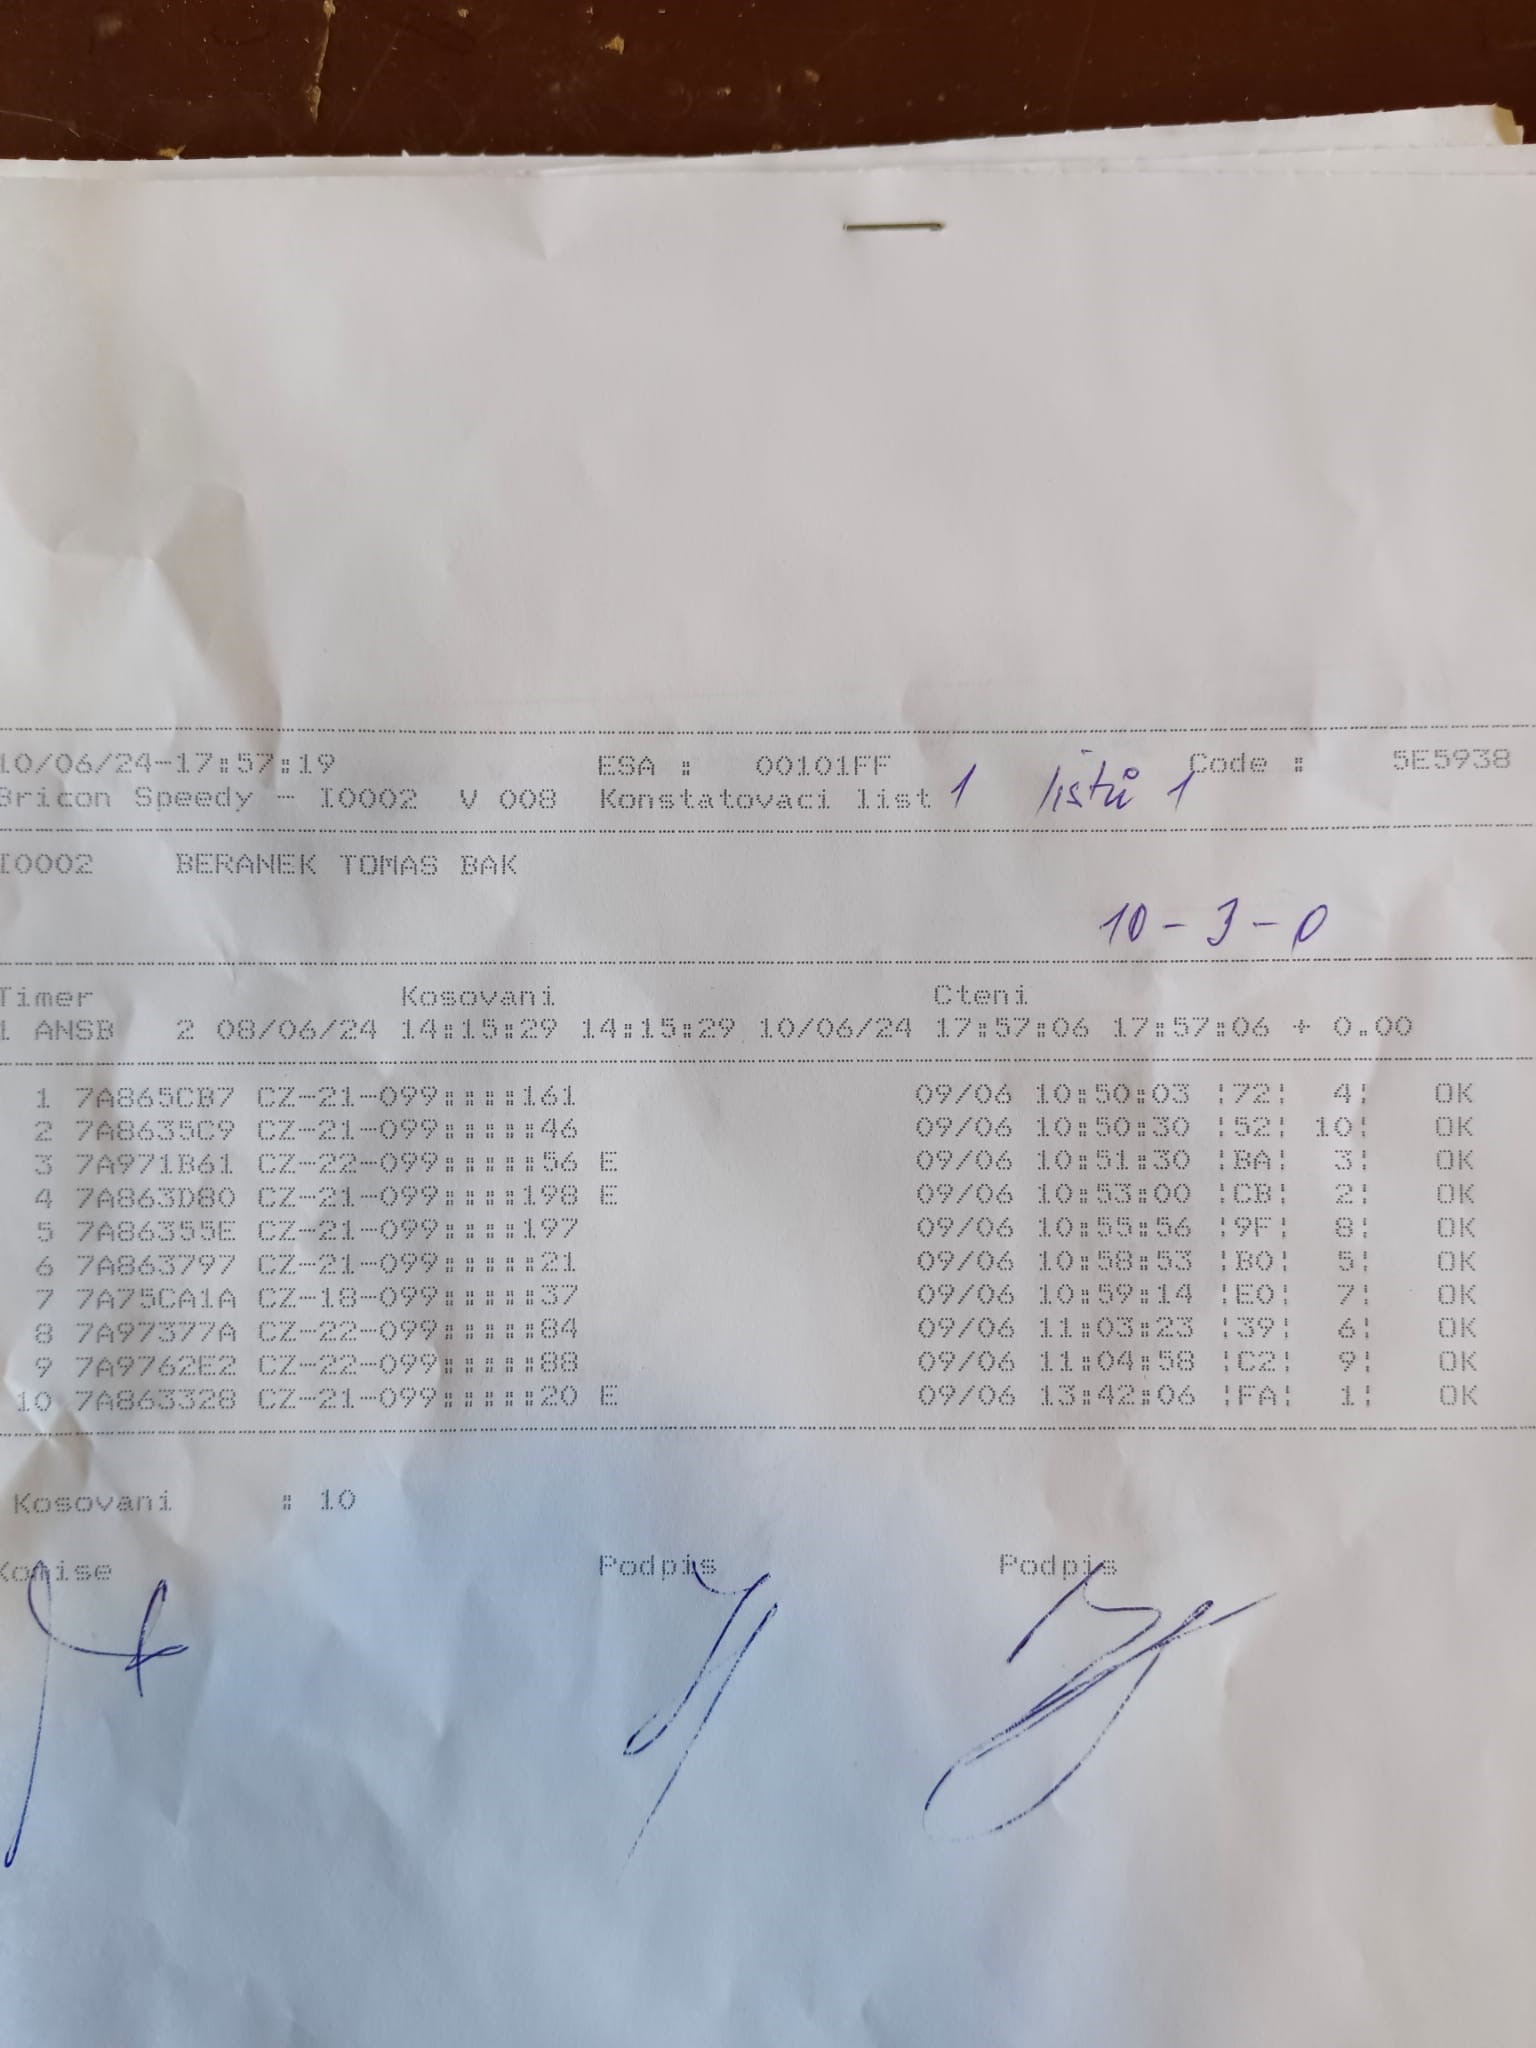 10/06/24-17:57:19 ESA : 00101FF Code : 5E5938
Bricon Speedy - I0002 V 008 Konstatovaci list 1 listů 1
I0002 BERANEK TOMAS BAK
10-3-0
Timer Kosovani Cteni
1 ANSB 2 08/06/24 14:15:29 14:15:29 10/06/24 17:57:06 17:57:06 + 0.00
1 7A865CB7 CZ-21-099::::161 09/06 10:50:03 ¦72¦ 4¦ OK
2 7A8635C9 CZ-21-099:::::46 09/06 10:50:30 ¦52¦ 10¦ OK
3 7A971B61 CZ-22-099:::::56 E 09/06 10:51:30 ¦BA¦ 3¦ OK
4 7A863D80 CZ-21-099::::198 E 09/06 10:53:00 ¦CB¦ 2¦ OK
5 7A86355E CZ-21-099::::197 09/06 10:55:56 ¦9F¦ 8¦ OK
6 7A863797 CZ-21-099:::::21 09/06 10:58:53 ¦B0¦ 5¦ OK
7 7A75CA1A CZ-18-099:::::37 09/06 10:59:14 ¦E0¦ 7¦ OK
8 7A97377A CZ-22-099:::::84 09/06 11:03:23 ¦39¦ 6¦ OK
9 7A9762E2 CZ-22-099:::::88 09/06 11:04:58 ¦C2¦ 9¦ OK
10 7A863328 CZ-21-099:::::20 E 09/06 13:42:06 ¦FA¦ 1¦ OK
Kosovani : 10
Komise Podpis Podpis